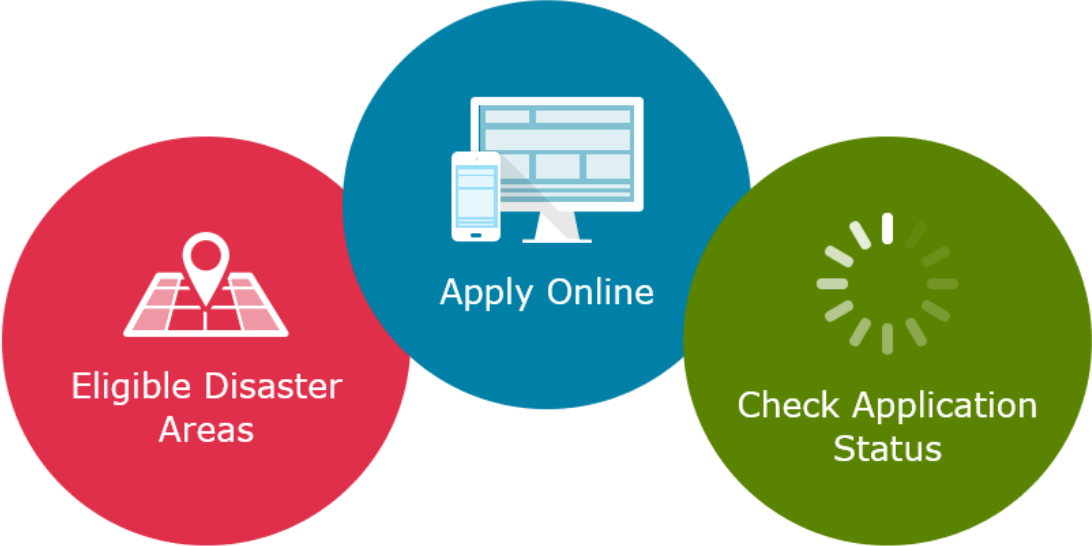 Eligible Disaster
Areas
Apply Online
Check Application
Status